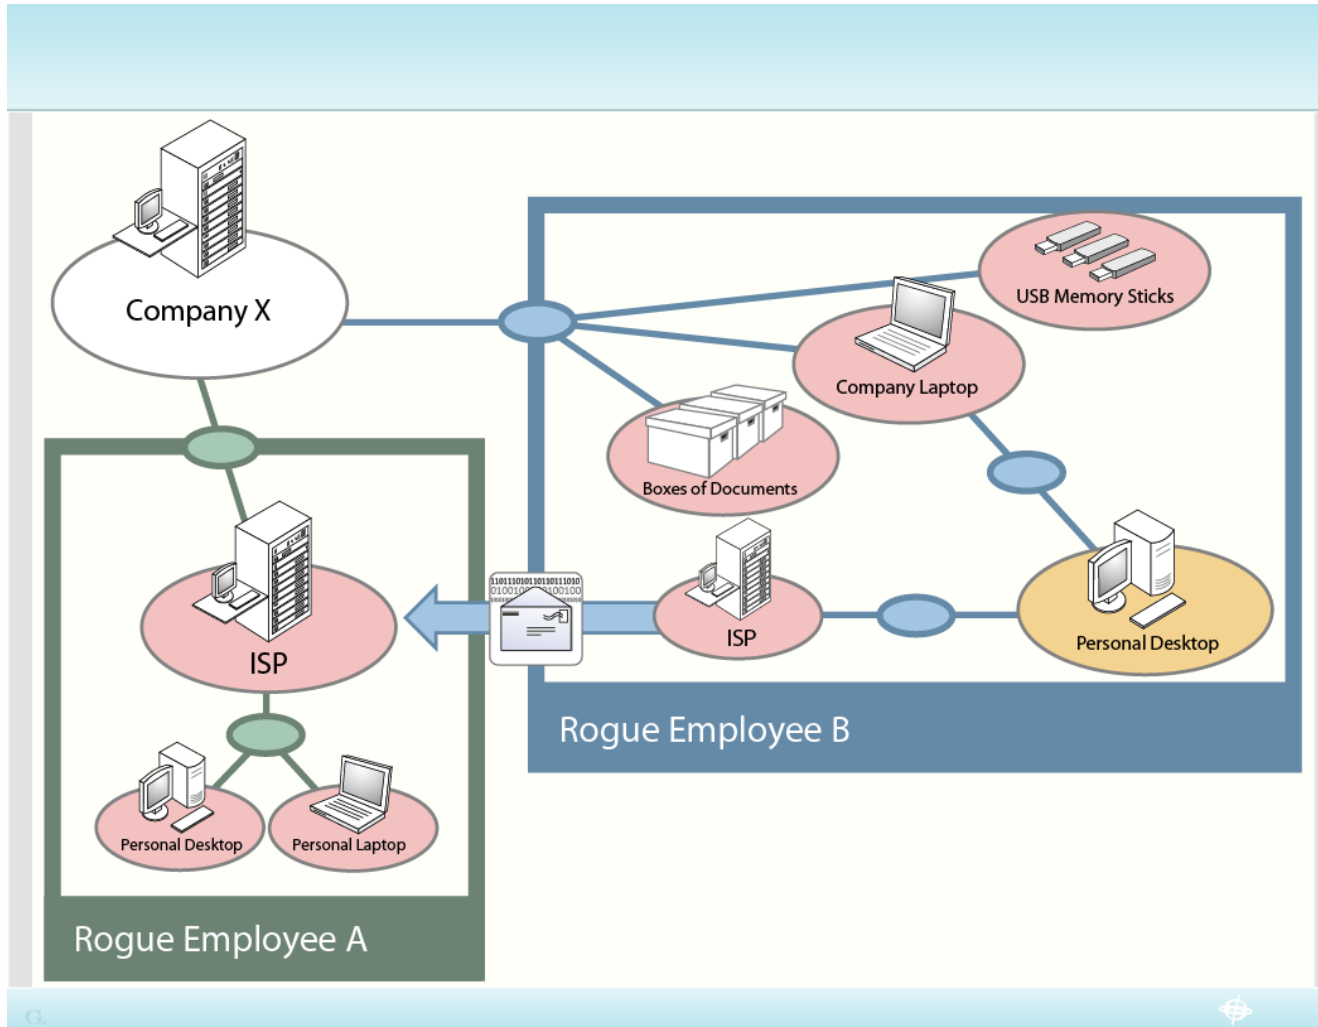 Company X
USB Memory Sticks
Company Laptop
Boxes of Documents
ISP
Personal Desktop
Rogue Employee B
ISP
Personal Desktop
Personal Laptop
Rogue Employee A